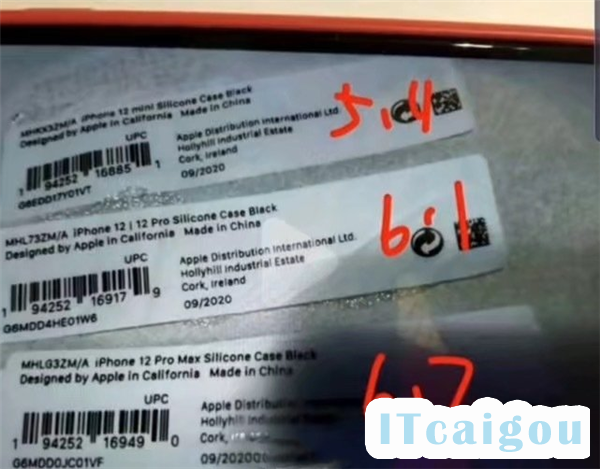 MHKX3ZM/A iPhone 12 mini Silicone Case Black
Designed by Apple in California Made in China
UPC
1 94252 16885 1
G6EDD17Y01VT
Apple Distribution International Ltd.
Hollyhill Industrial Estate
Cork, Ireland
09/2020
5.4
MHL73ZM/A iPhone 12 | 12 Pro Silicone Case Black
Designed by Apple in California Made in China
UPC
1 94252 16917 9
G6MDD4HE01W6
Apple Distribution International Ltd.
Hollyhill Industrial Estate
Cork, Ireland
09/2020
6.1
MHLG3ZM/A iPhone 12 Pro Max Silicone Case Black
Designed by Apple in California Made in China
UPC
1 94252 16949 0
G6MDD0JC01VF
Apple
Hollyhill
Cork,
09/2020
6.7
ITcaigou